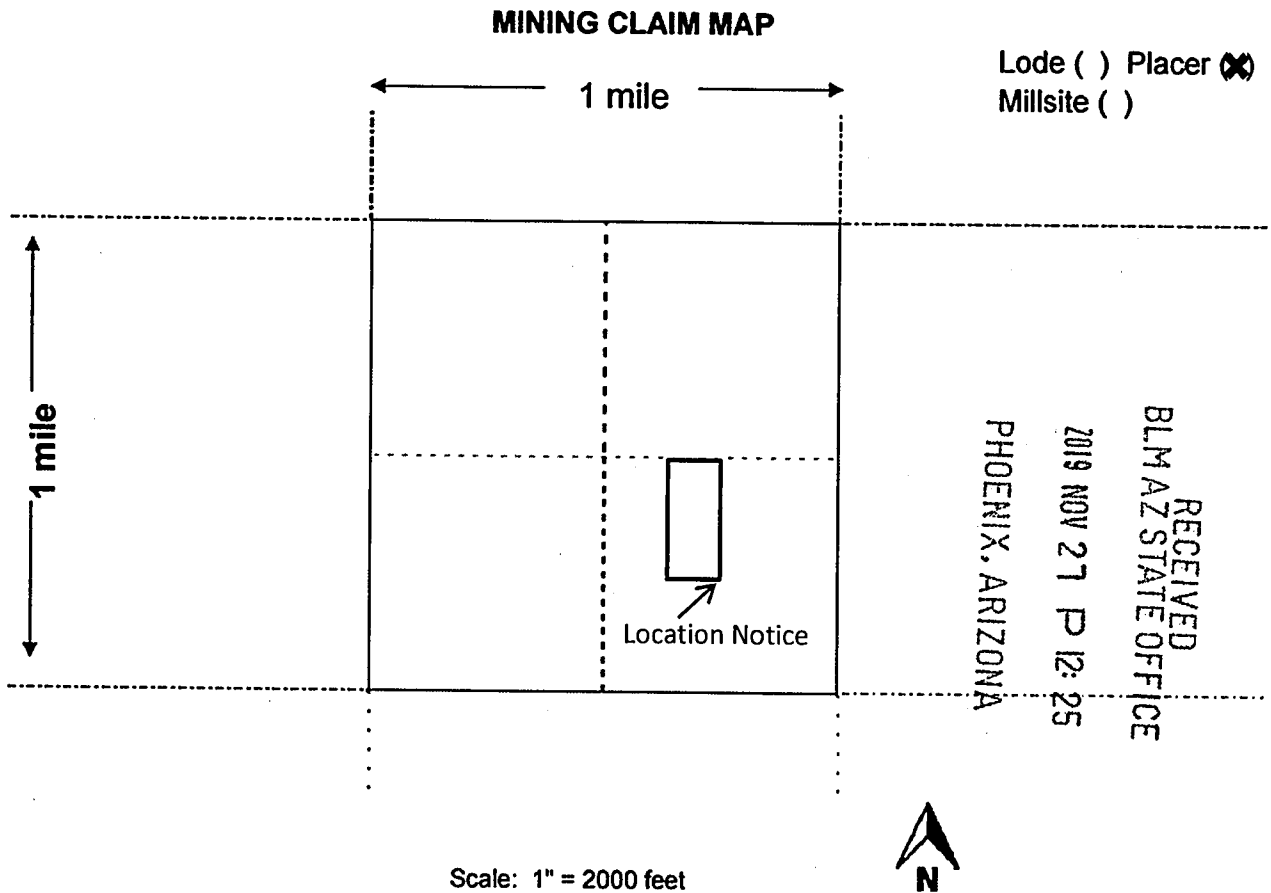 MINING CLAIM MAP
Lode ( ) Placer (X)
Millsite ( )
1 mile
1 mile
Location Notice
RECEIVED
BLM AZ STATE OFFICE
2019 NOV 27 P 12: 25
PHOENIX, ARIZONA
Scale: 1" = 2000 feet
N